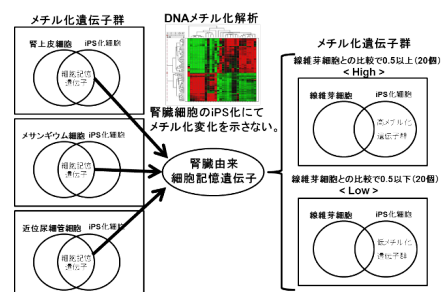 メチル化遺伝子群
腎上皮細胞 iPS化細胞
細胞記憶
遺伝子
メサンギウム細胞 iPS化細胞
細胞記憶
遺伝子
近位尿細管細胞 iPS化細胞
細胞記憶
遺伝子
DNAメチル化解析
腎臓細胞のiPS化にて
メチル化変化を示さない。
腎臓由来
細胞記憶遺伝子
メチル化遺伝子群
線維芽細胞との比較で0.5以上(20個)
< High >
線維芽細胞 iPS化細胞
高メチル化
遺伝子群
線維芽細胞との比較で0.5以下(20個)
< Low >
線維芽細胞 iPS化細胞
低メチル化
遺伝子群